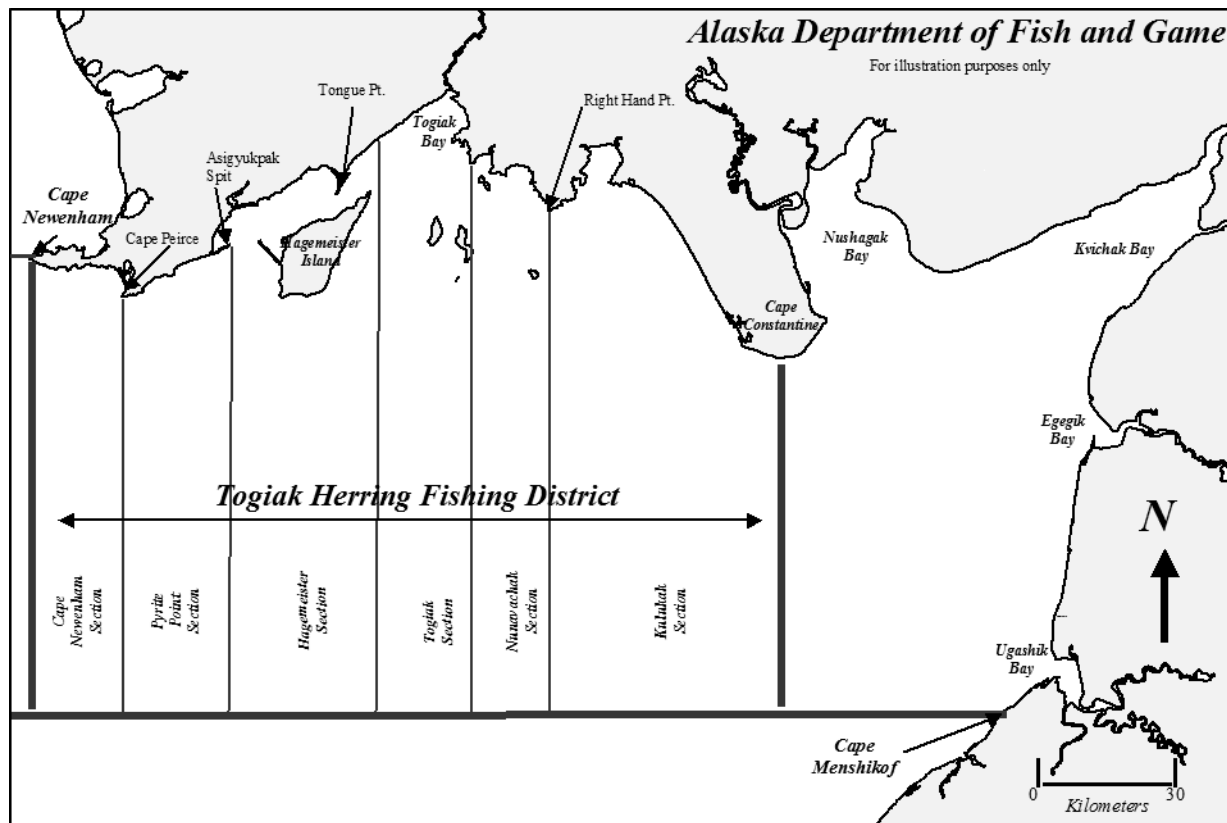 Alaska Department of Fish and Game
For illustration purposes only
Tongue Pt.
Right Hand Pt.
Togiak
Bay
Asigyukpak
Spit
Cape
Newenham
Cape Peirce
Hagemeister
Island
Nushagak
Bay
Kvichak Bay
Cape
Constantine
Egegik
Bay
Togiak Herring Fishing District
N
Cape
Newenham
Section
Pyrite
Point
Section
Hagemeister
Section
Togiak
Section
Nunavachak
Section
Kulukak
Section
Ugashik
Bay
Cape
Menshikof
0 30
Kilometers